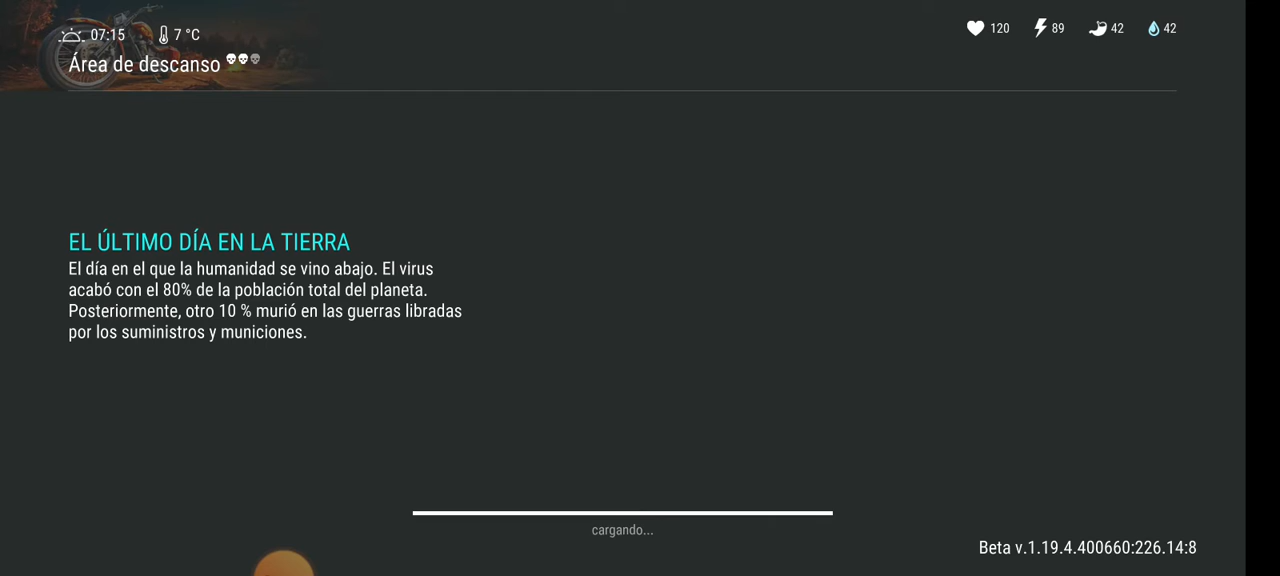 07:15 7 °C
120 89 42 42
Área de descanso
EL ÚLTIMO DÍA EN LA TIERRA
El día en el que la humanidad se vino abajo. El virus
acabó con el 80% de la población total del planeta.
Posteriormente, otro 10 % murió en las guerras libradas
por los suministros y municiones.
cargando...
Beta v.1.19.4.400660:226.14:8